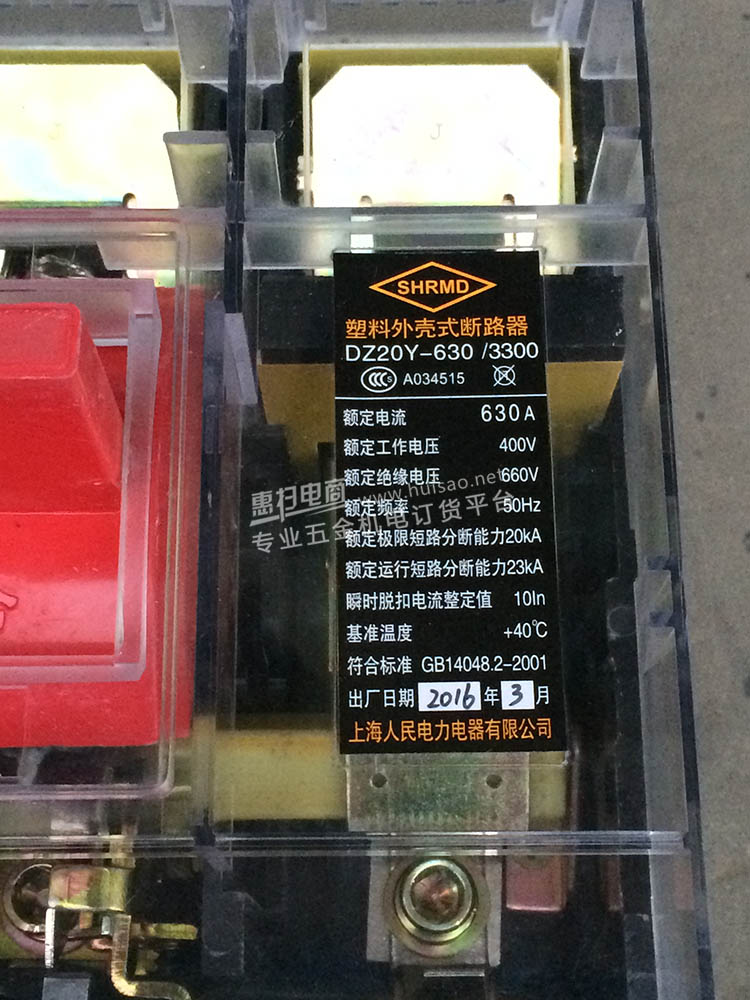 J
SHRMD
塑料外壳式断路器
DZ20Y-630 /3300
CCC S A034515
额定电流 630A
额定工作电压 400V
额定绝缘电压 660V
惠扫电商 www.huisao.net
额定频率 50Hz
专业五金机电订货平台
额定极限短路分断能力20kA
额定运行短路分断能力23kA
瞬时脱扣电流整定值 10In
基准温度 +40℃
符合标准 GB14048.2-2001
出厂日期 2016 年 3 月
上海人民电力电器有限公司